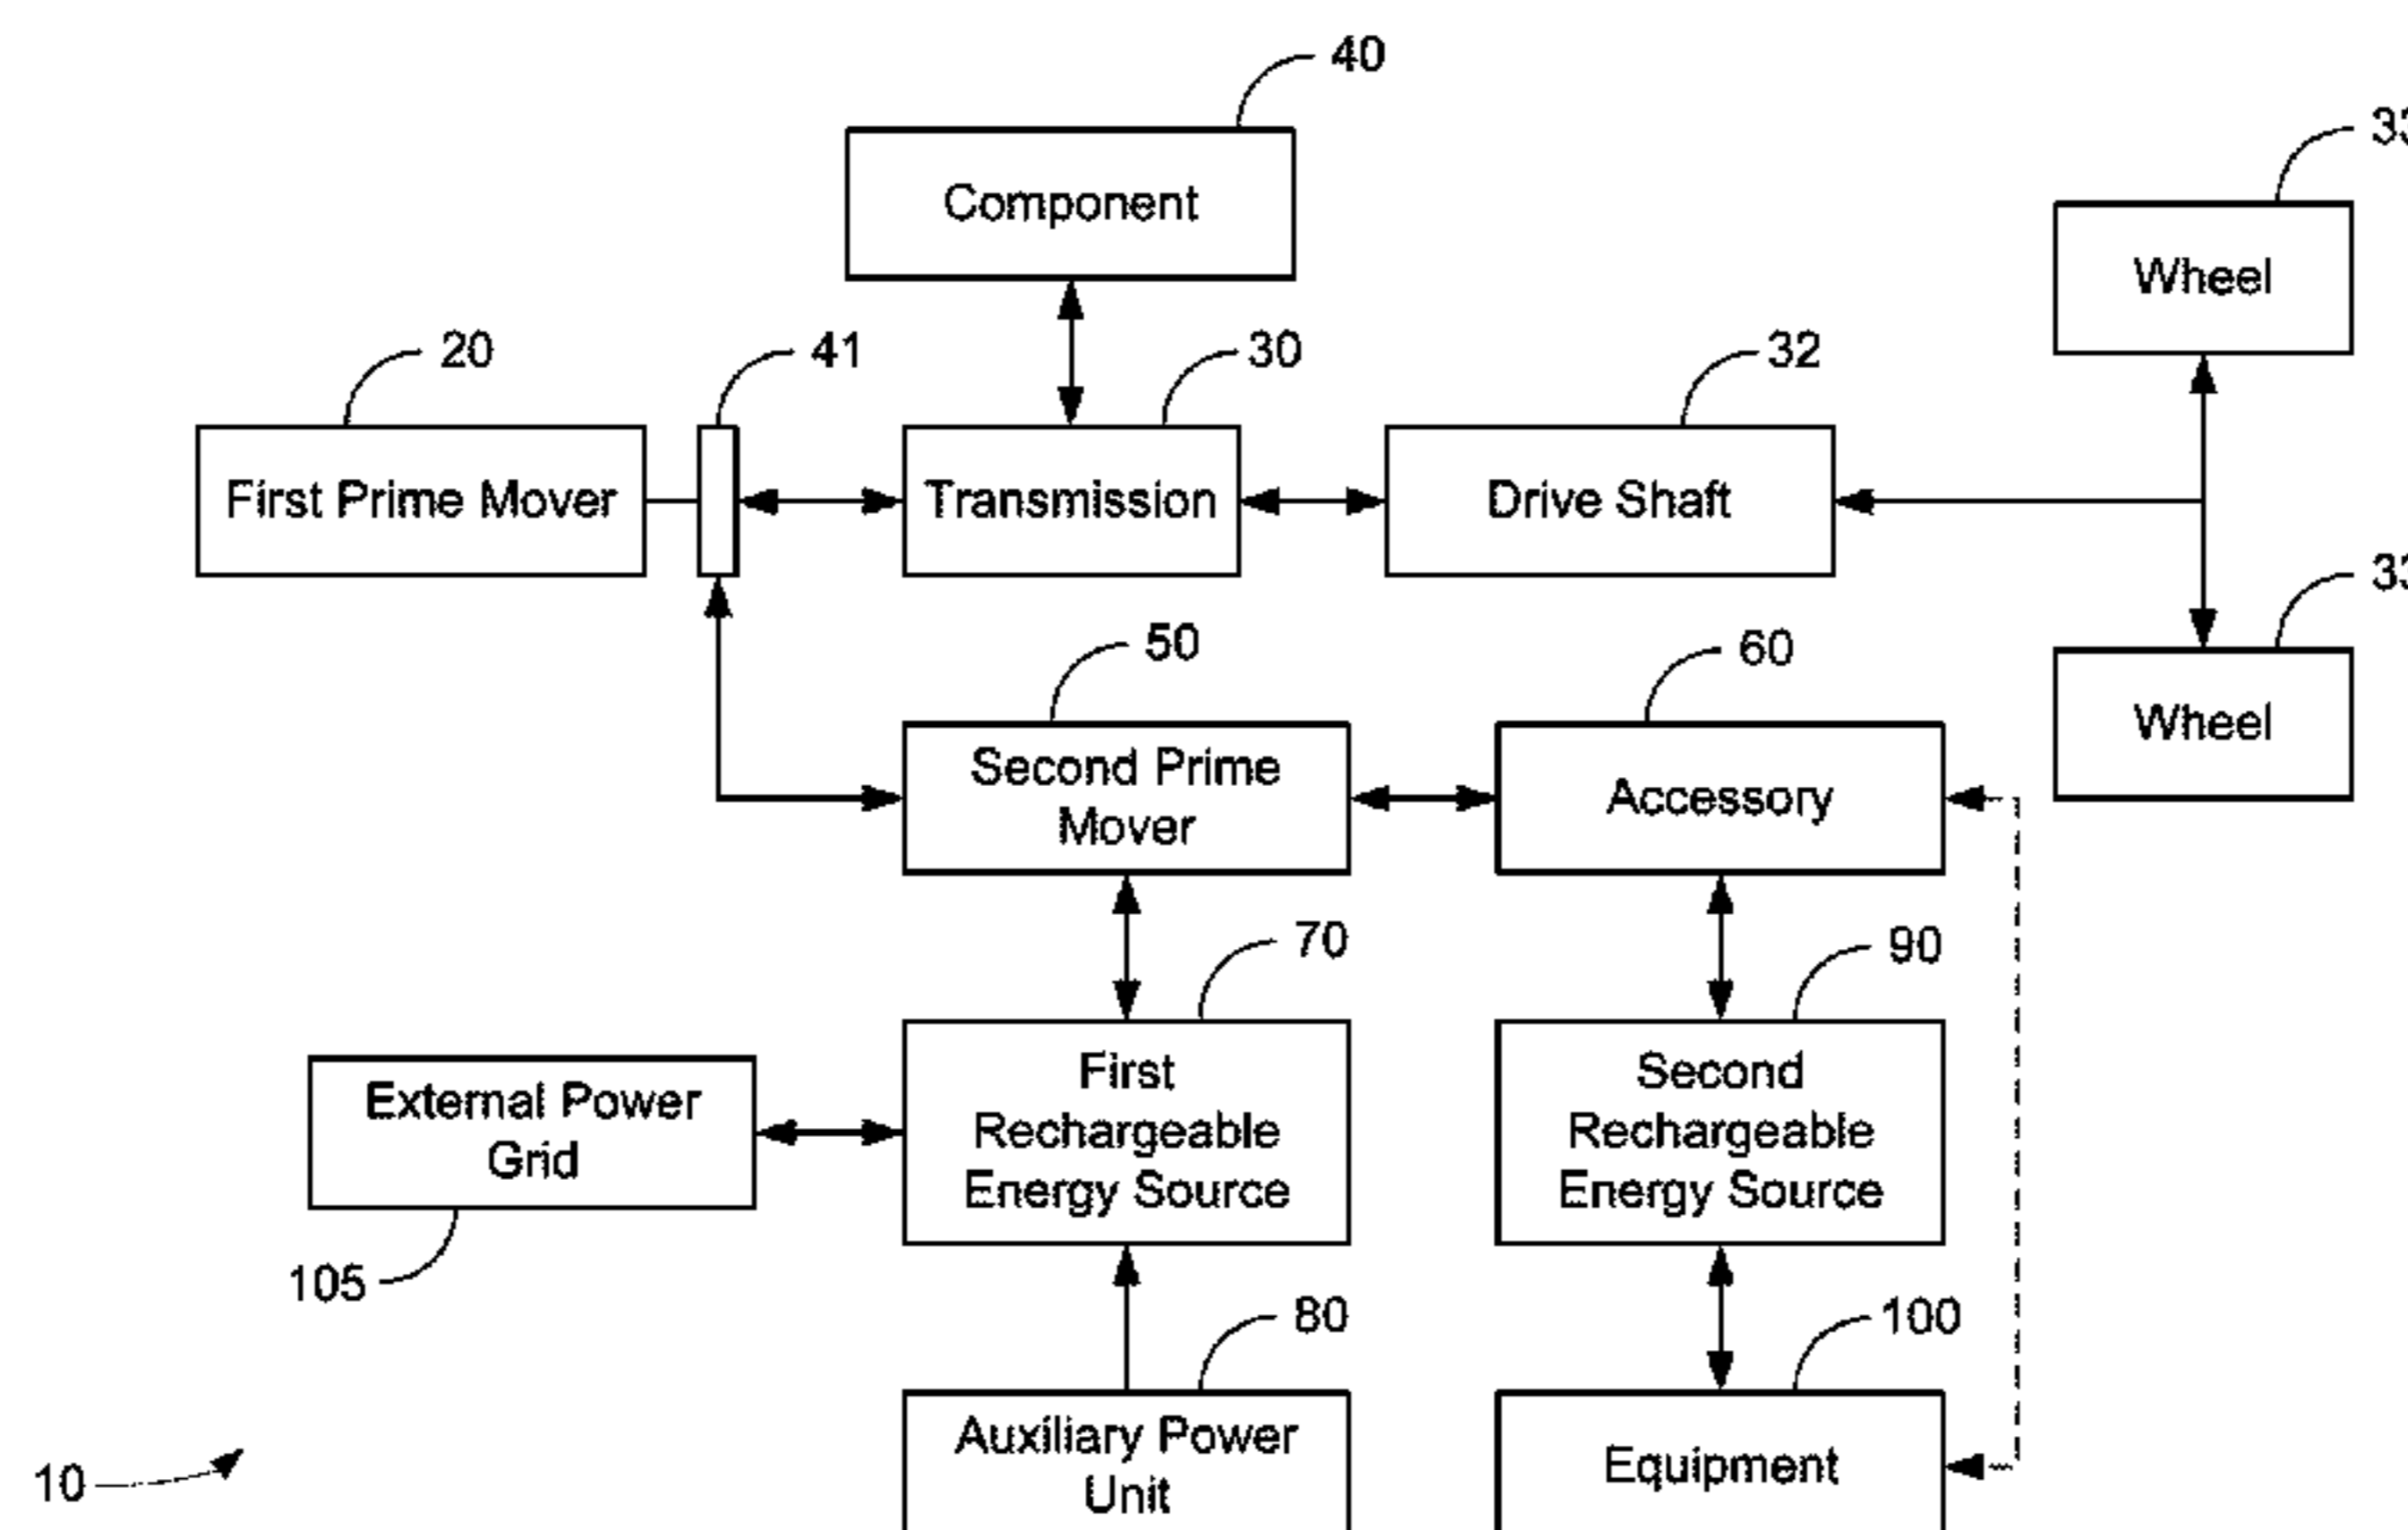 40
33
Component
Wheel
20
41
30
32
First Prime Mover
Transmission
Drive Shaft
33
50
60
Second Prime
Mover
Accessory
Wheel
70
90
External Power
Grid
First
Rechargeable
Energy Source
Second
Rechargeable
Energy Source
105
80
100
Auxiliary Power
Unit
Equipment
10